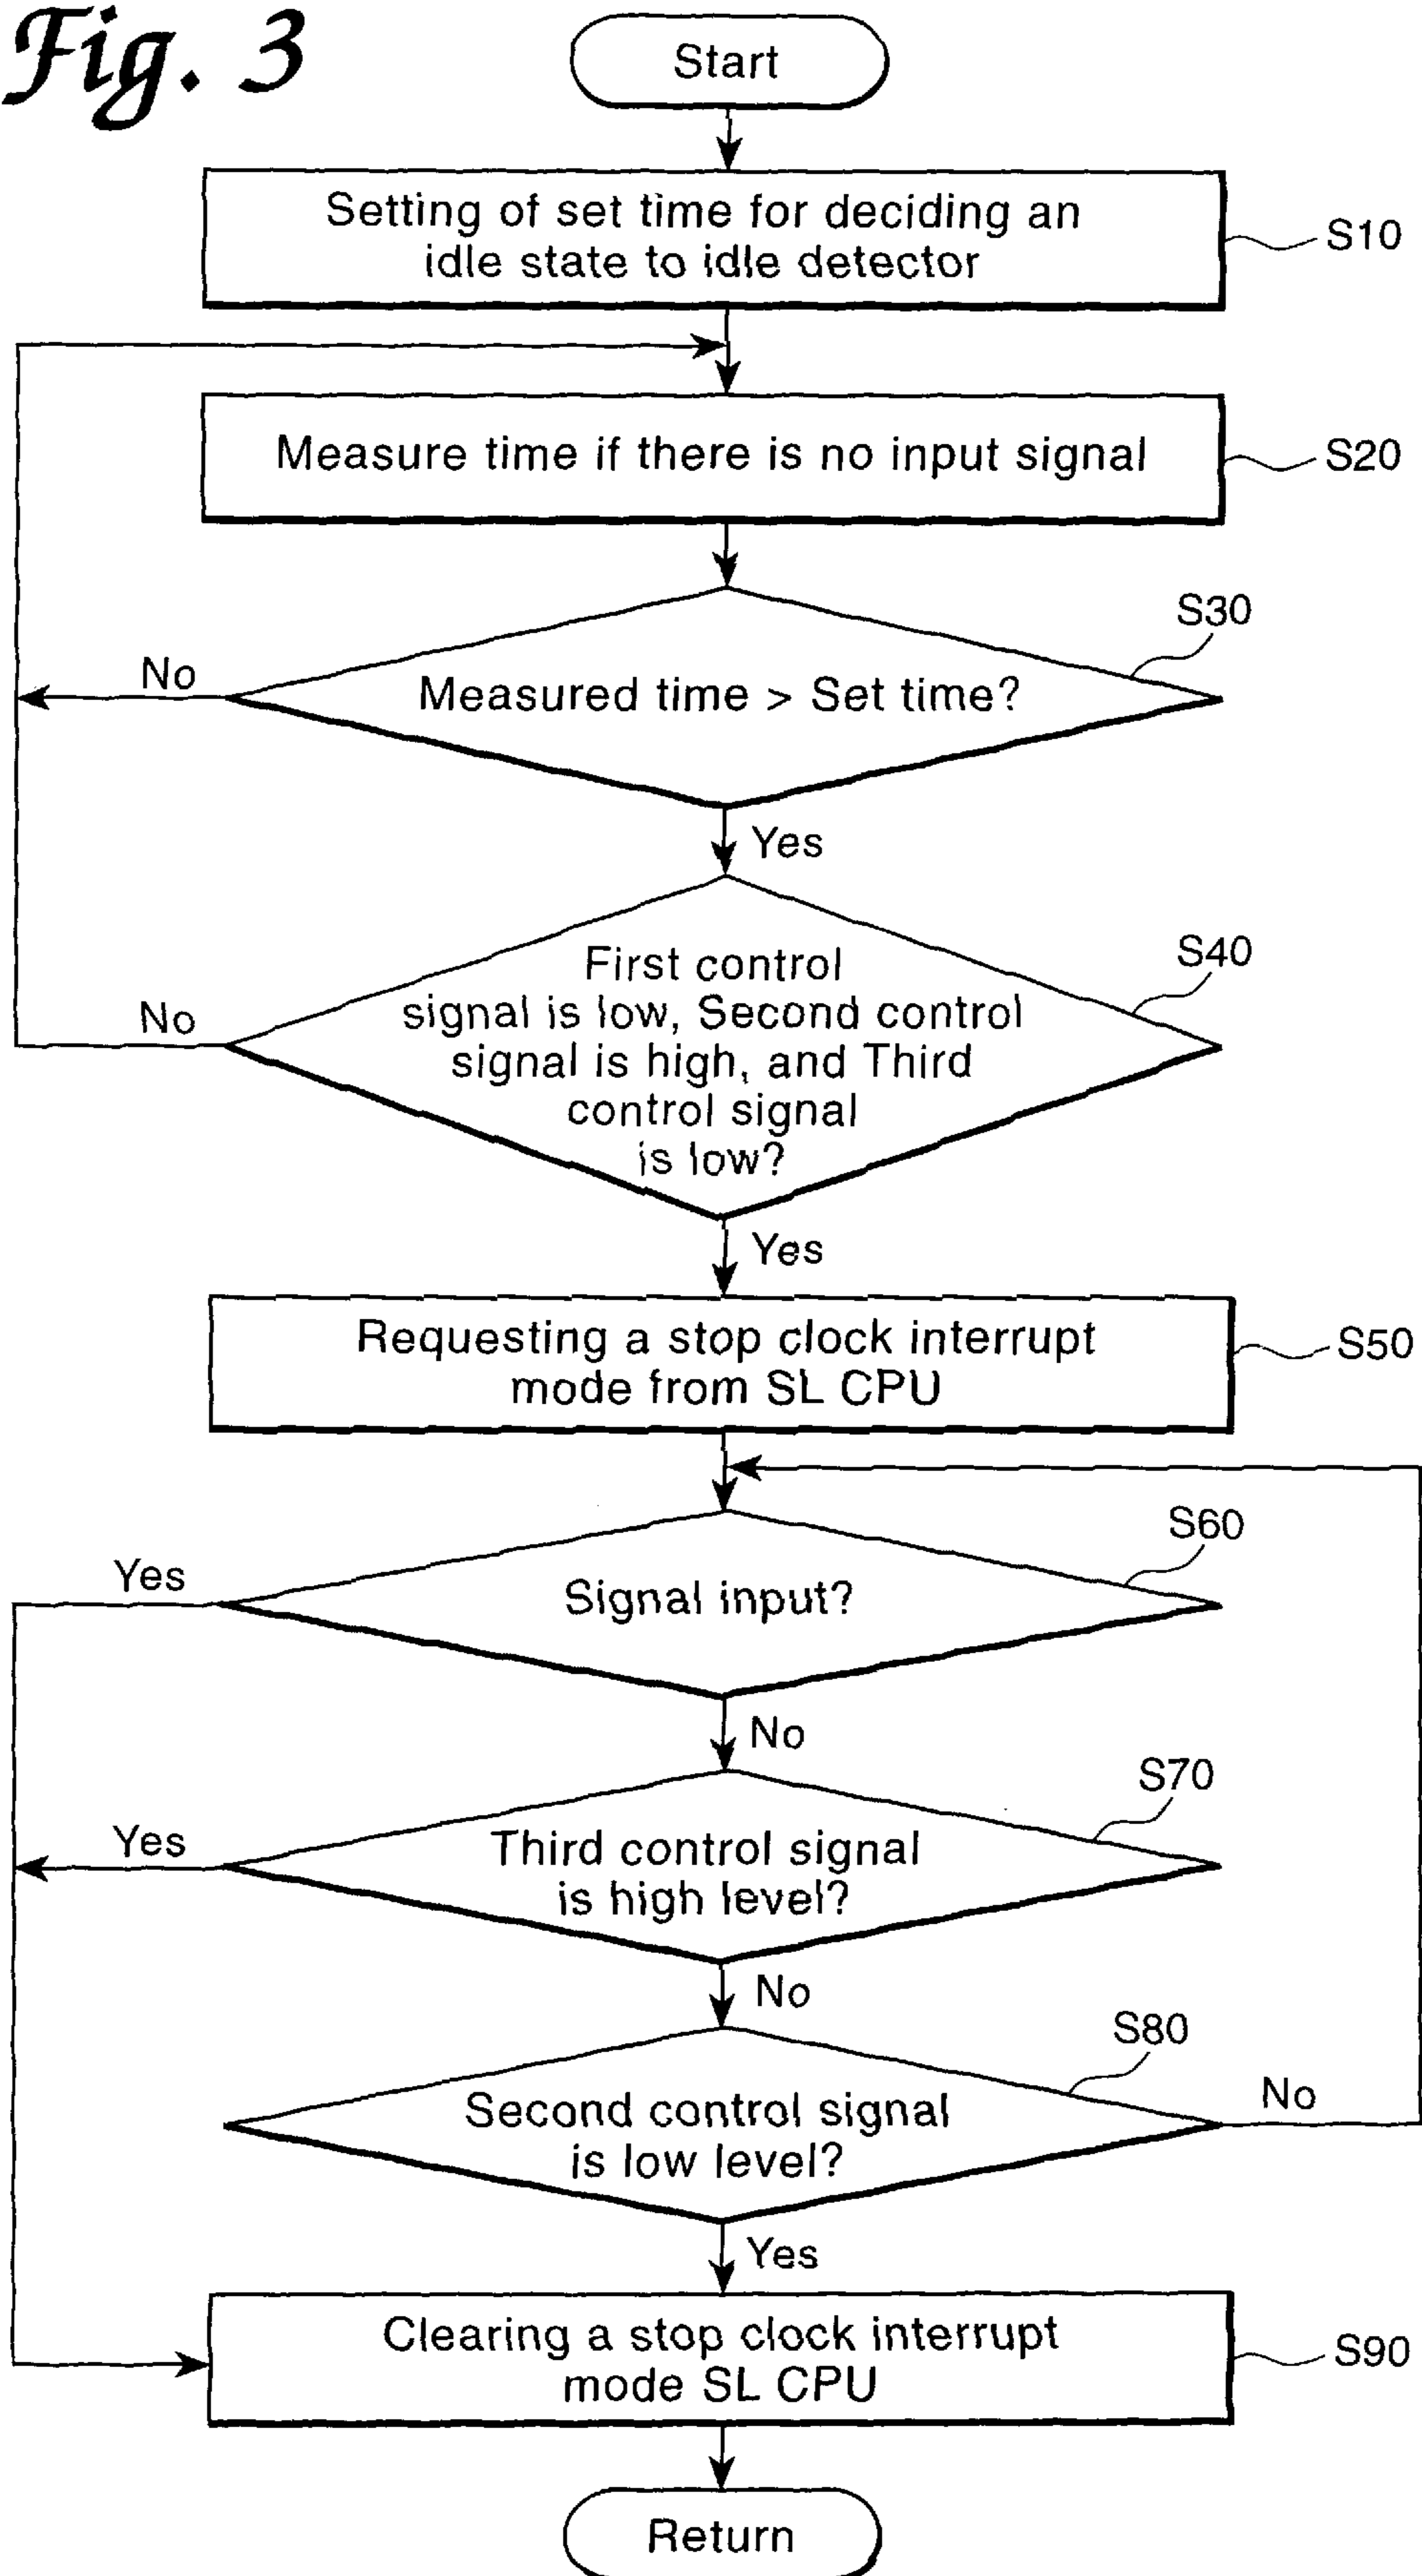 Fig. 3
Start
Setting of set time for deciding an
idle state to idle detector
S10
Measure time if there is no input signal
S20
S30
No
Measured time > Set time?
Yes
S40
No
First control
signal is low, Second control
signal is high, and Third
control signal
is low?
Yes
Requesting a stop clock interrupt
mode from SL CPU
S50
S60
Yes
Signal input?
No
S70
Yes
Third control signal
is high level?
No
S80
No
Second control signal
is low level?
Yes
Clearing a stop clock interrupt
mode SL CPU
S90
Return